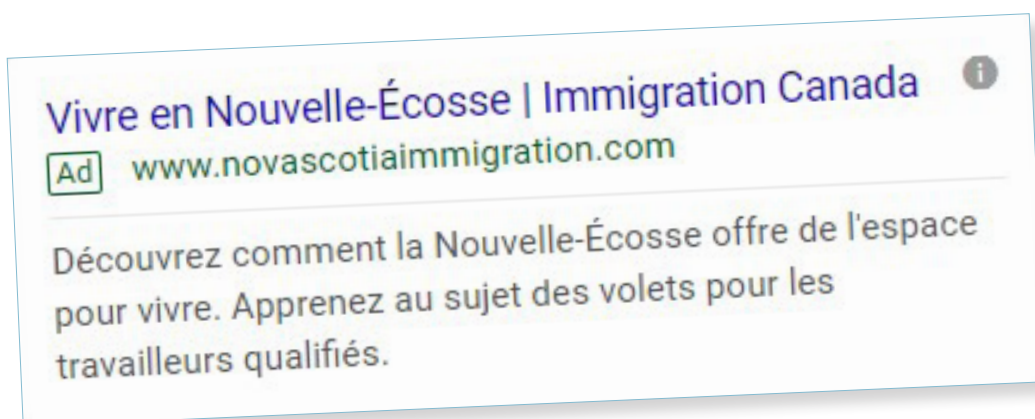 Vivre en Nouvelle-Écosse | Immigration Canada
Ad www.novascotiaimmigration.com
Découvrez comment la Nouvelle-Écosse offre de l'espace
pour vivre. Apprenez au sujet des volets pour les
travailleurs qualifiés.